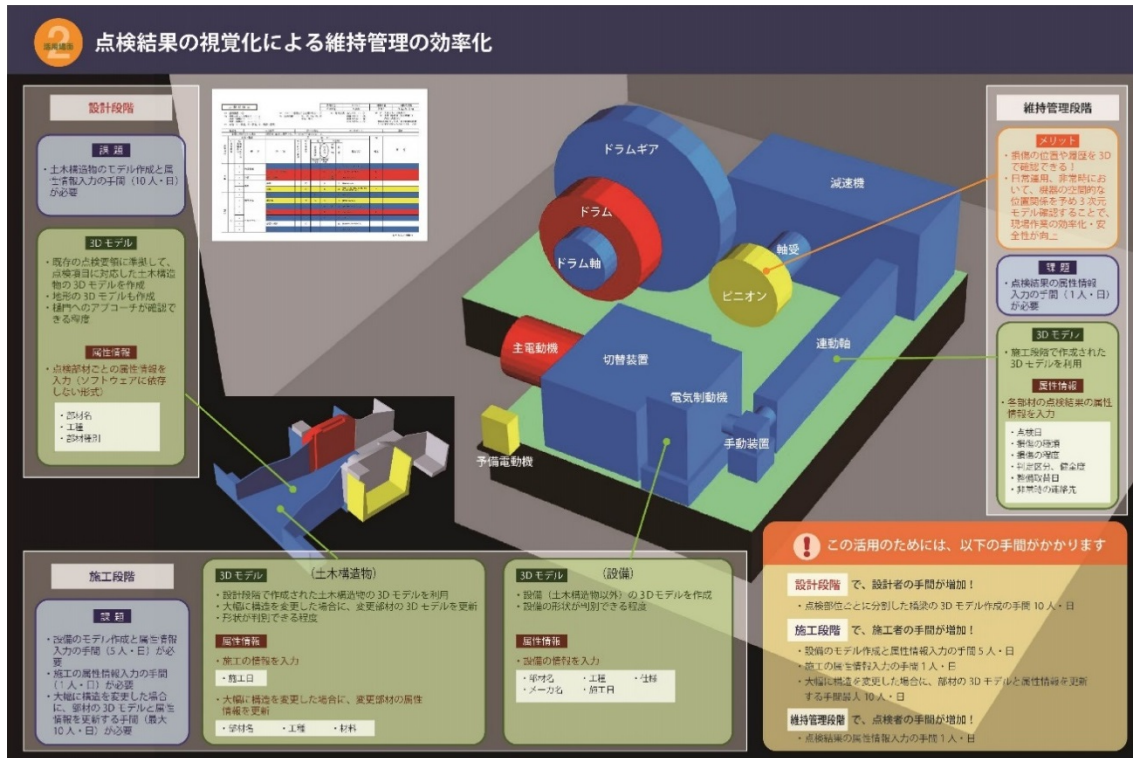 2
点検結果の視覚化による維持管理の効率化
設計段階
課題
・土木構造物のモデル作成と属
性情報入力の手間（10人・日）
が必要
3Dモデル
・既存の点検要領に準拠して、
点検項目に対応した土木構造
物の3Dモデルを作成
・地形の3Dモデルも作成
・樋門へのアプローチが確認で
きる程度
属性情報
・点検部材ごとの属性情報を
入力（ソフトウェアに依存
しない形式）
・部材名
・工種
・部材種別
ドラムギア
減速機
ドラム
軸受
ドラム軸
ピニオン
主電動機
切替装置
連動軸
電気制動機
手動装置
予備電動機
維持管理段階
メリット
・損傷の位置や履歴を3D
で確認できる！
・日常運用、非常時にお
いて、機器の空間的な
位置関係を予め3次元
モデル確認することで、
現場作業の効率化・安
全性が向上
課題
・点検結果の属性情報
入力の手間（1人・日）
が必要
3Dモデル
・施工段階で作成された
3Dモデルを利用
属性情報
・各部材の点検結果の属性
情報を入力
・点検日
・損傷の種類
・損傷の程度
・判定区分、健全度
・整備取替日
・非常時の連絡先
施工段階
課題
・設備のモデル作成と属性情報
入力の手間（5人・日）が必
要
・施工の属性情報入力の手間
（1人・日）が必要
・大幅に構造を変更した場合
に、部材の3Dモデルと属性
情報を更新する手間（最大
10人・日）が必要
3Dモデル （土木構造物）
・設計段階で作成された土木構造物の3Dモデルを利用
・大幅に構造を変更した場合に、変更部材の3Dモデルを更新
・形状が判別できる程度
属性情報
・施工の情報を入力
・施工日
・大幅に構造を変更した場合に、変更部材の属性
情報を更新
・部材名 ・工種 ・材料
3Dモデル （設備）
・設備（土木構造物以外）の3Dモデルを作成
・設備の形状が判別できる程度
属性情報
・設備の情報を入力
・部材名 ・工種 ・仕様
・メーカ名 ・施工日
! この活用のためには、以下の手間がかかります
設計段階 で、設計者の手間が増加！
・点検部位ごとに分割した橋梁の3Dモデル作成の手間10人・日
施工段階 で、施工者の手間が増加！
・設備のモデル作成と属性情報入力の手間5人・日
・施工の属性情報入力の手間1人・日
・大幅に構造を変更した場合に、部材の3Dモデルと属性情報を更新
する手間最大10人・日
維持管理段階 で、点検者の手間が増加！
・点検結果の属性情報入力の手間1人・日